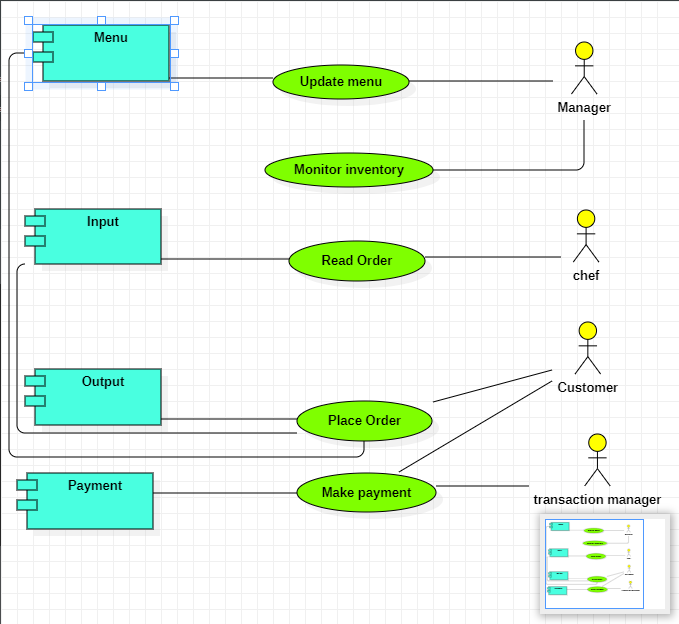 Menu
Update menu
Manager
Monitor inventory
Input
Read Order
chef
Output
Customer
Place Order
Payment
Make payment
transaction manager